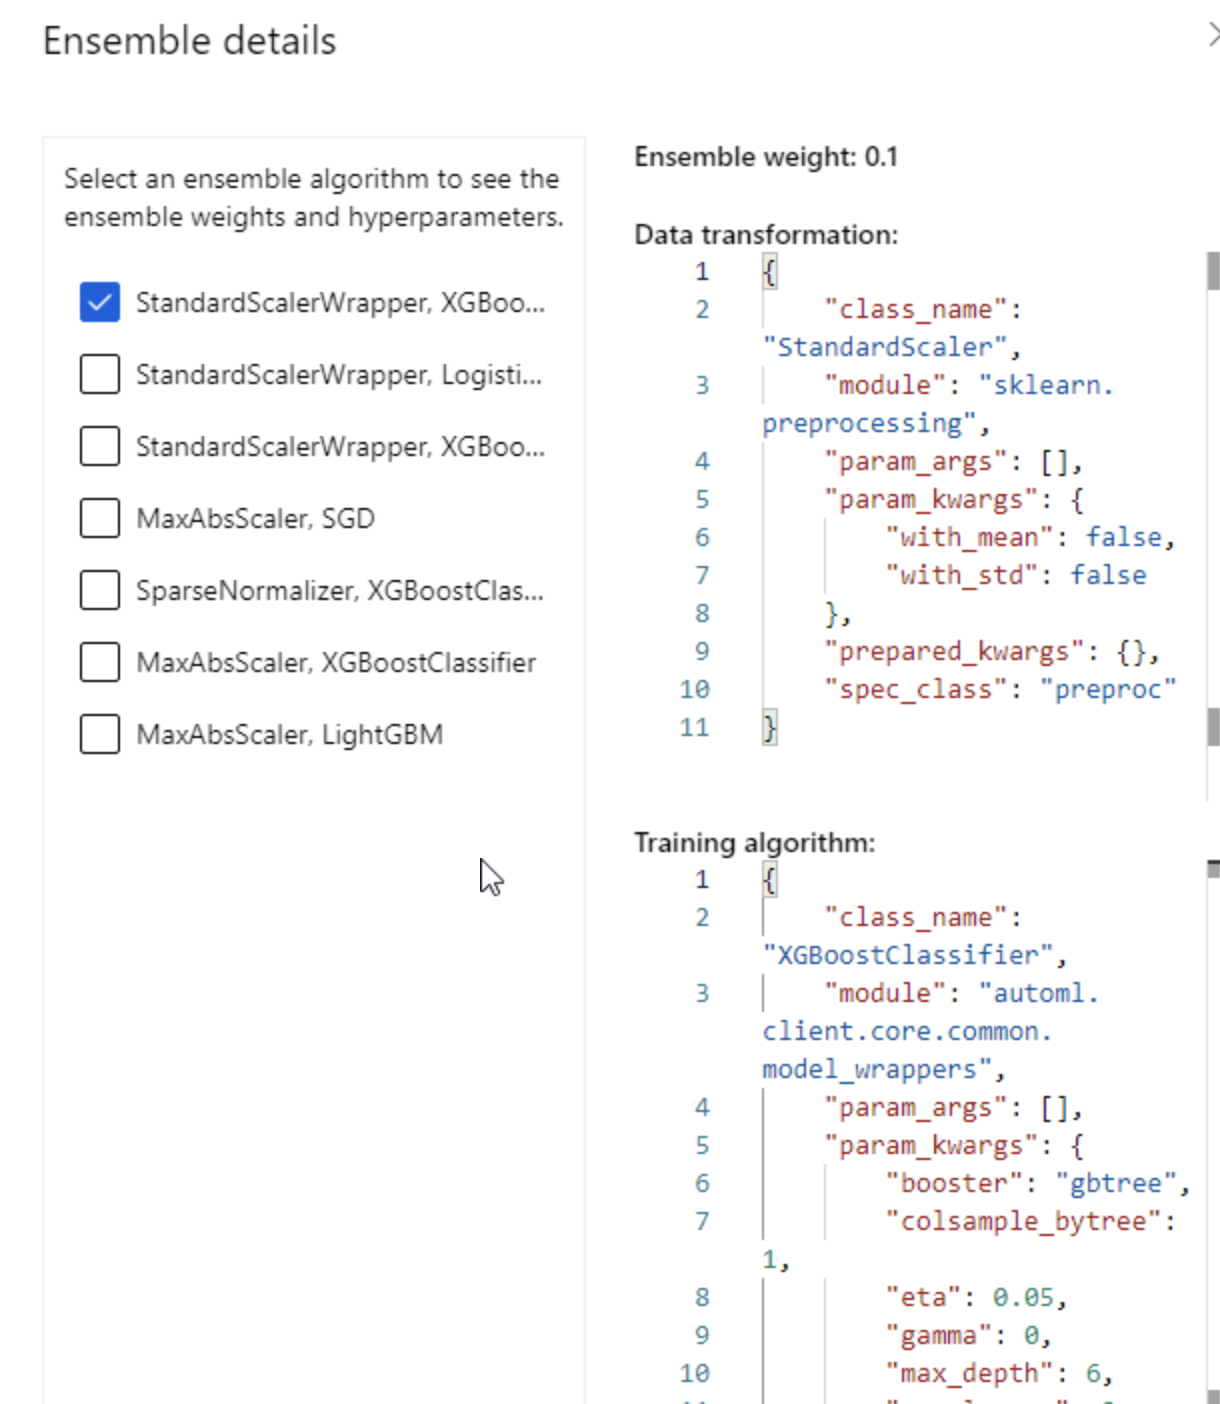 Ensemble details
Select an ensemble algorithm to see the
ensemble weights and hyperparameters.
StandardScalerWrapper, XGBoo...
StandardScalerWrapper, Logisti...
StandardScalerWrapper, XGBoo...
MaxAbsScaler, SGD
SparseNormalizer, XGBoostClas...
MaxAbsScaler, XGBoostClassifier
MaxAbsScaler, LightGBM
Ensemble weight: 0.1
Data transformation:
1 {
2 "class_name":
"StandardScaler",
3 "module": "sklearn.
preprocessing",
4 "param_args": [],
5 "param_kwargs": {
6 "with_mean": false,
7 "with_std": false
8 },
9 "prepared_kwargs": {},
10 "spec_class": "preproc"
11 }
Training algorithm:
1 {
2 "class_name":
"XGBoostClassifier",
3 "module": "automl.
client.core.common.
model_wrappers",
4 "param_args": [],
5 "param_kwargs": {
6 "booster": "gbtree",
7 "colsample_bytree":
1,
8 "eta": 0.05,
9 "gamma": 0,
10 "max_depth": 6,